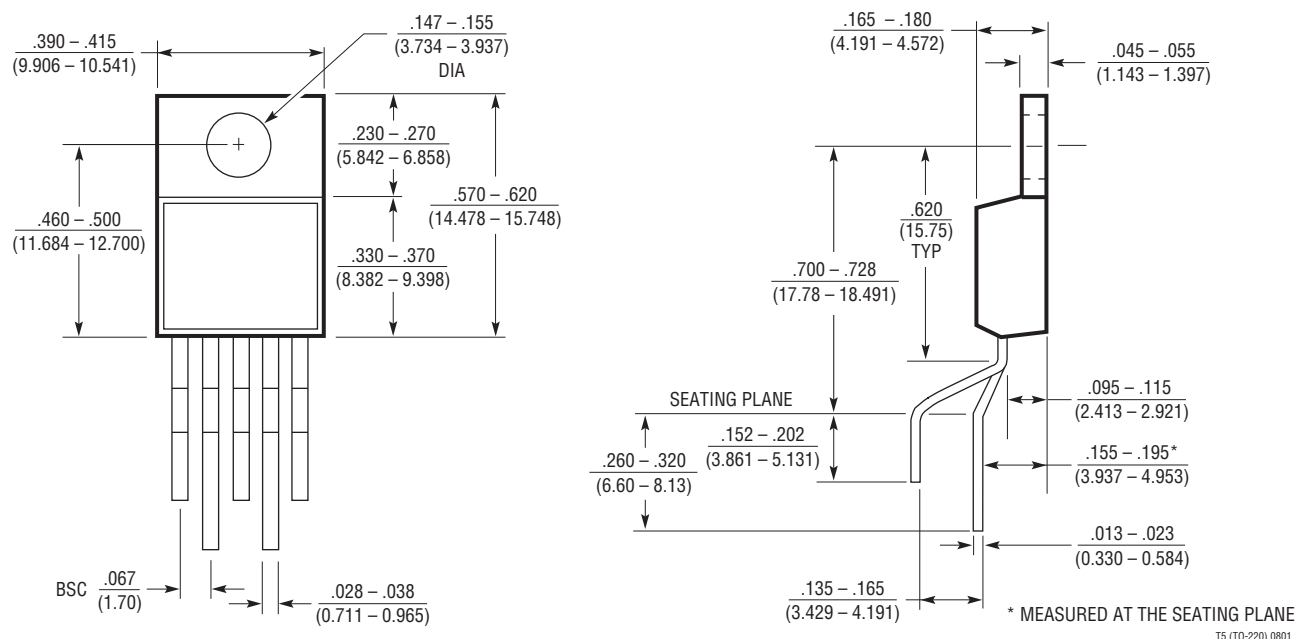 .390 – .415
(9.906 – 10.541)
.147 – .155
(3.734 – 3.937)
DIA
.230 – .270
(5.842 – 6.858)
.570 – .620
(14.478 – 15.748)
.460 – .500
(11.684 – 12.700)
.330 – .370
(8.382 – 9.398)
BSC
.067
(1.70)
.028 – .038
(0.711 – 0.965)
.165 – .180
(4.191 – 4.572)
.045 – .055
(1.143 – 1.397)
.620
(15.75)
TYP
.700 – .728
(17.78 – 18.491)
SEATING PLANE
.152 – .202
(3.861 – 5.131)
.260 – .320
(6.60 – 8.13)
.095 – .115
(2.413 – 2.921)
.155 – .195*
(3.937 – 4.953)
.013 – .023
(0.330 – 0.584)
.135 – .165
(3.429 – 4.191)
* MEASURED AT THE SEATING PLANE
T5 (TO-220) 0801